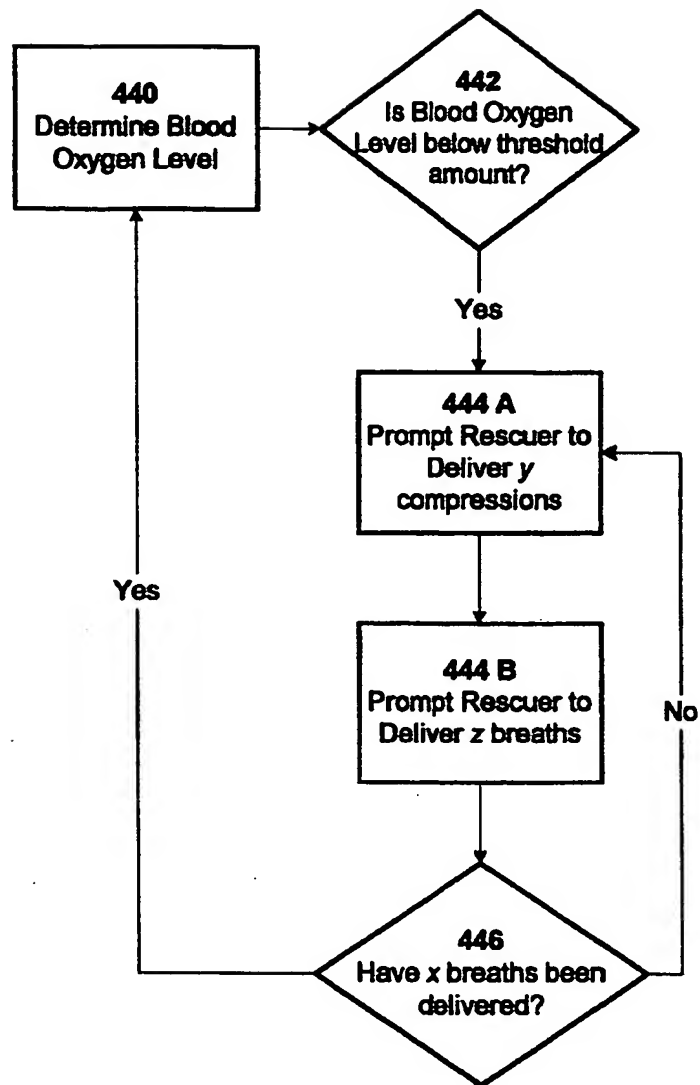 440
Determine Blood
Oxygen Level
442
Is Blood Oxygen
Level below threshold
amount?
Yes
444 A
Prompt Rescuer to
Deliver y
compressions
Yes
444 B
Prompt Rescuer to
Deliver z breaths
No
446
Have x breaths been
delivered?